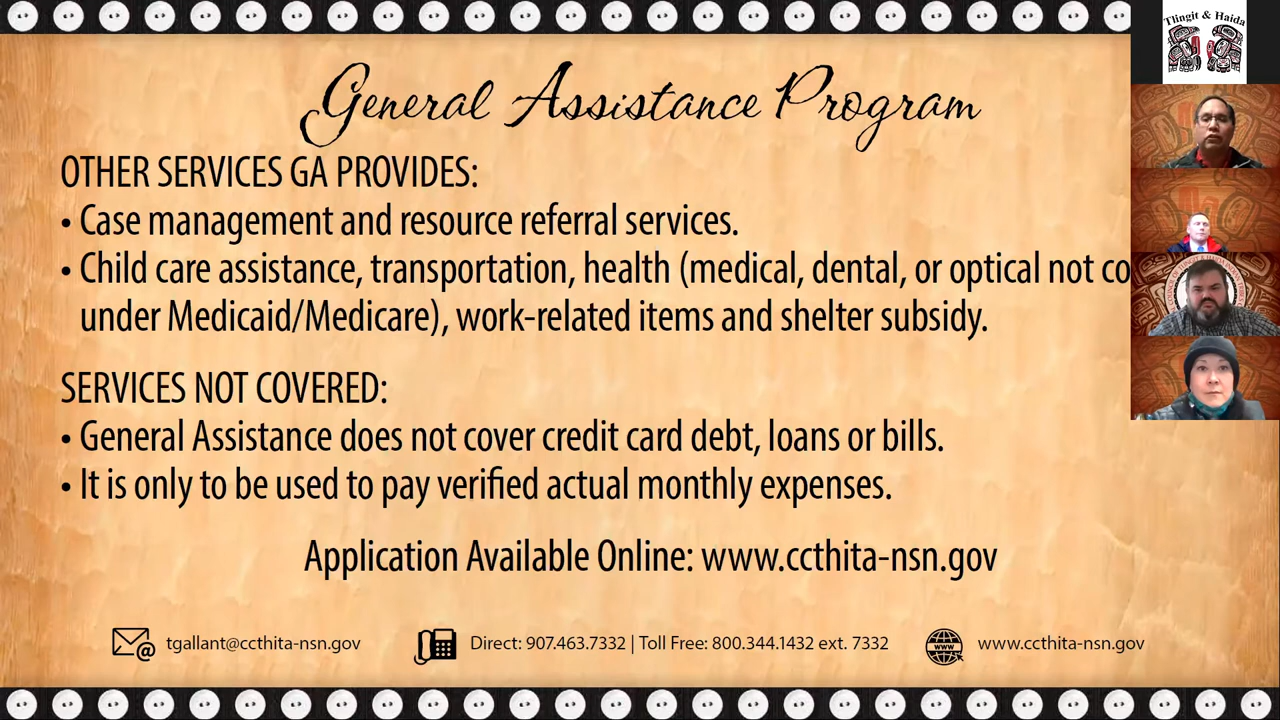 General Assistance Program
OTHER SERVICES GA PROVIDES:
• Case management and resource referral services.
• Child care assistance, transportation, health (medical, dental, or optical not co
under Medicaid/Medicare), work-related items and shelter subsidy.
SERVICES NOT COVERED:
• General Assistance does not cover credit card debt, loans or bills.
• It is only to be used to pay verified actual monthly expenses.
Application Available Online: www.ccthita-nsn.gov
tgallant@ccthita-nsn.gov
Direct: 907.463.7332 | Toll Free: 800.344.1432 ext. 7332
WWW
www.ccthita-nsn.gov
Tlingit & Haida